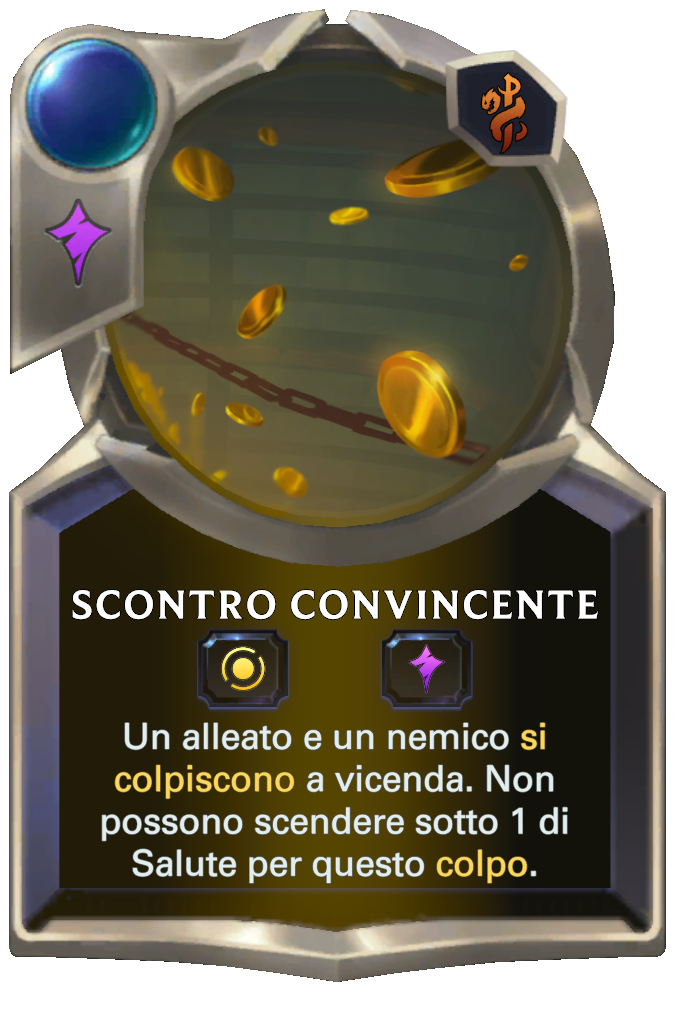 SCONTRO CONVINCENTE
Un alleato e un nemico si
colpiscono a vicenda. Non
possono scendere sotto 1 di
Salute per questo colpo.